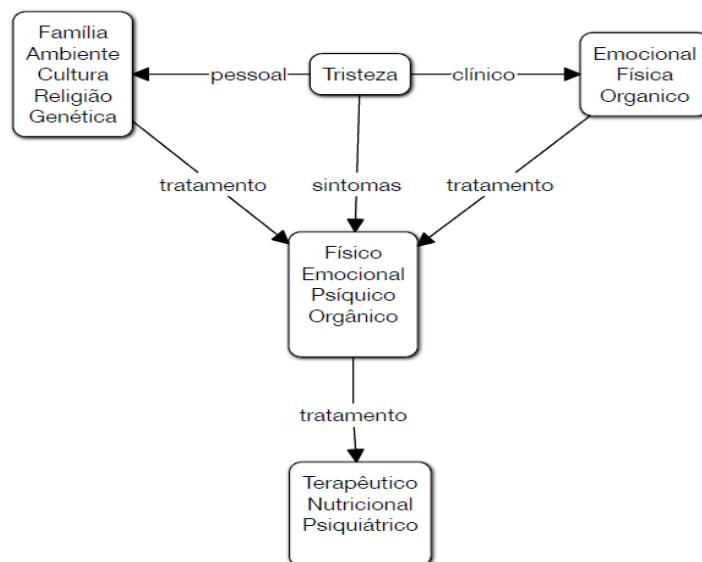 Família
Ambiente
Cultura
Religião
Genética
pessoal
Tristeza
clínico
Emocional
Física
Organico
tratamento
sintomas
tratamento
Físico
Emocional
Psíquico
Orgânico
tratamento
Terapêutico
Nutricional
Psiquiátrico